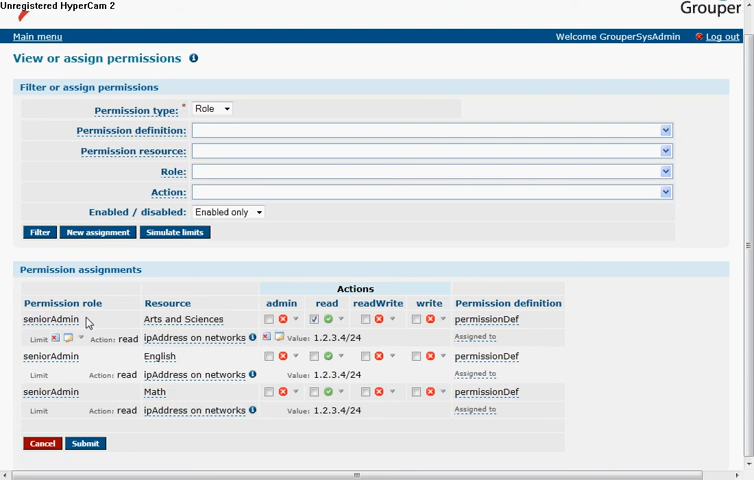 Unregistered HyperCam 2
Grouper
Main menu Welcome GrouperSysAdmin Log out
View or assign permissions
Filter or assign permissions
Permission type: * Role
Permission definition:
Permission resource:
Role:
Action:
Enabled / disabled: Enabled only
Filter New assignment Simulate limits
Permission assignments
Actions
Permission role Resource admin read readWrite write Permission definition
seniorAdmin Arts and Sciences permissionDef
Limit Action: read ipAddress on networks Value: 1.2.3.4/24 Assigned to
seniorAdmin English permissionDef
Limit Action: read ipAddress on networks Value: 1.2.3.4/24 Assigned to
seniorAdmin Math permissionDef
Limit Action: read ipAddress on networks Value: 1.2.3.4/24 Assigned to
Cancel Submit